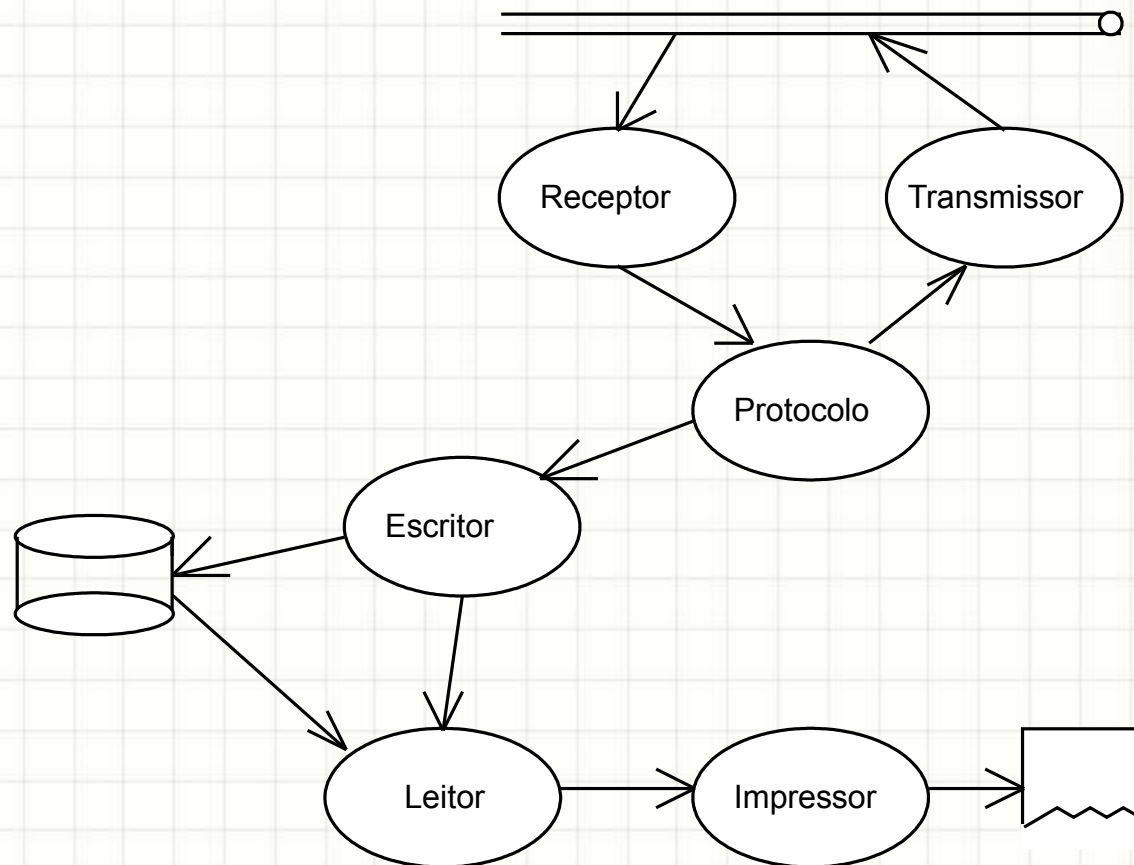 Receptor
Transmissor
Protocolo
Escritor
Leitor
Impressor